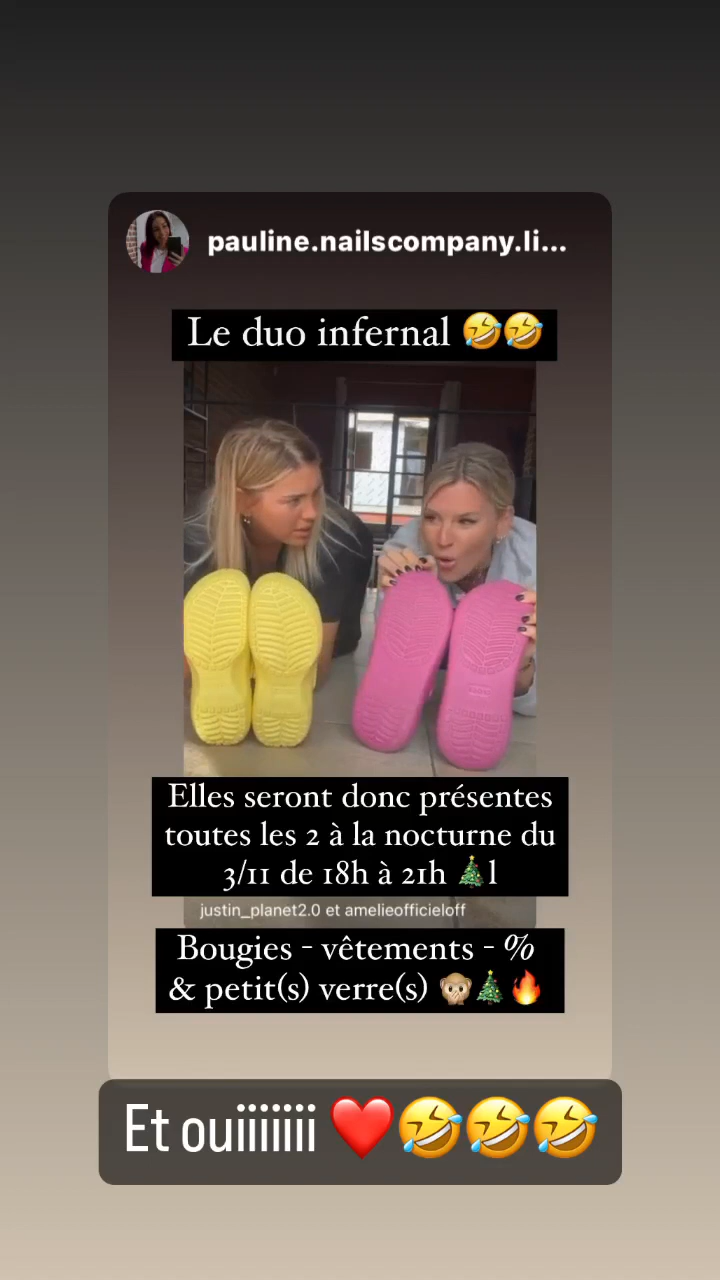 pauline.nailscompany.li...
Le duo infernal 🤣🤣
Elles seront donc présentes
toutes les 2 à la nocturne du
3/11 de 18h à 21h 🎄l
justin_planet2.0 et amelieofficieloff
Bougies - vêtements - %
& petit(s) verre(s) 🙊🎄🔥
Et ouiiiiiii ❤️🤣🤣🤣